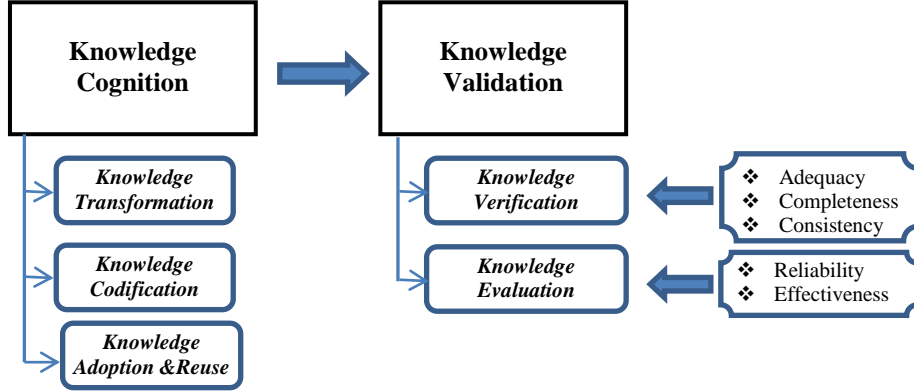 Knowledge
Cognition
Knowledge
Validation
Knowledge
Transformation
Knowledge
Codification
Knowledge
Adoption &Reuse
Knowledge
Verification
Knowledge
Evaluation
❖ Adequacy
❖ Completeness
❖ Consistency
❖ Reliability
❖ Effectiveness